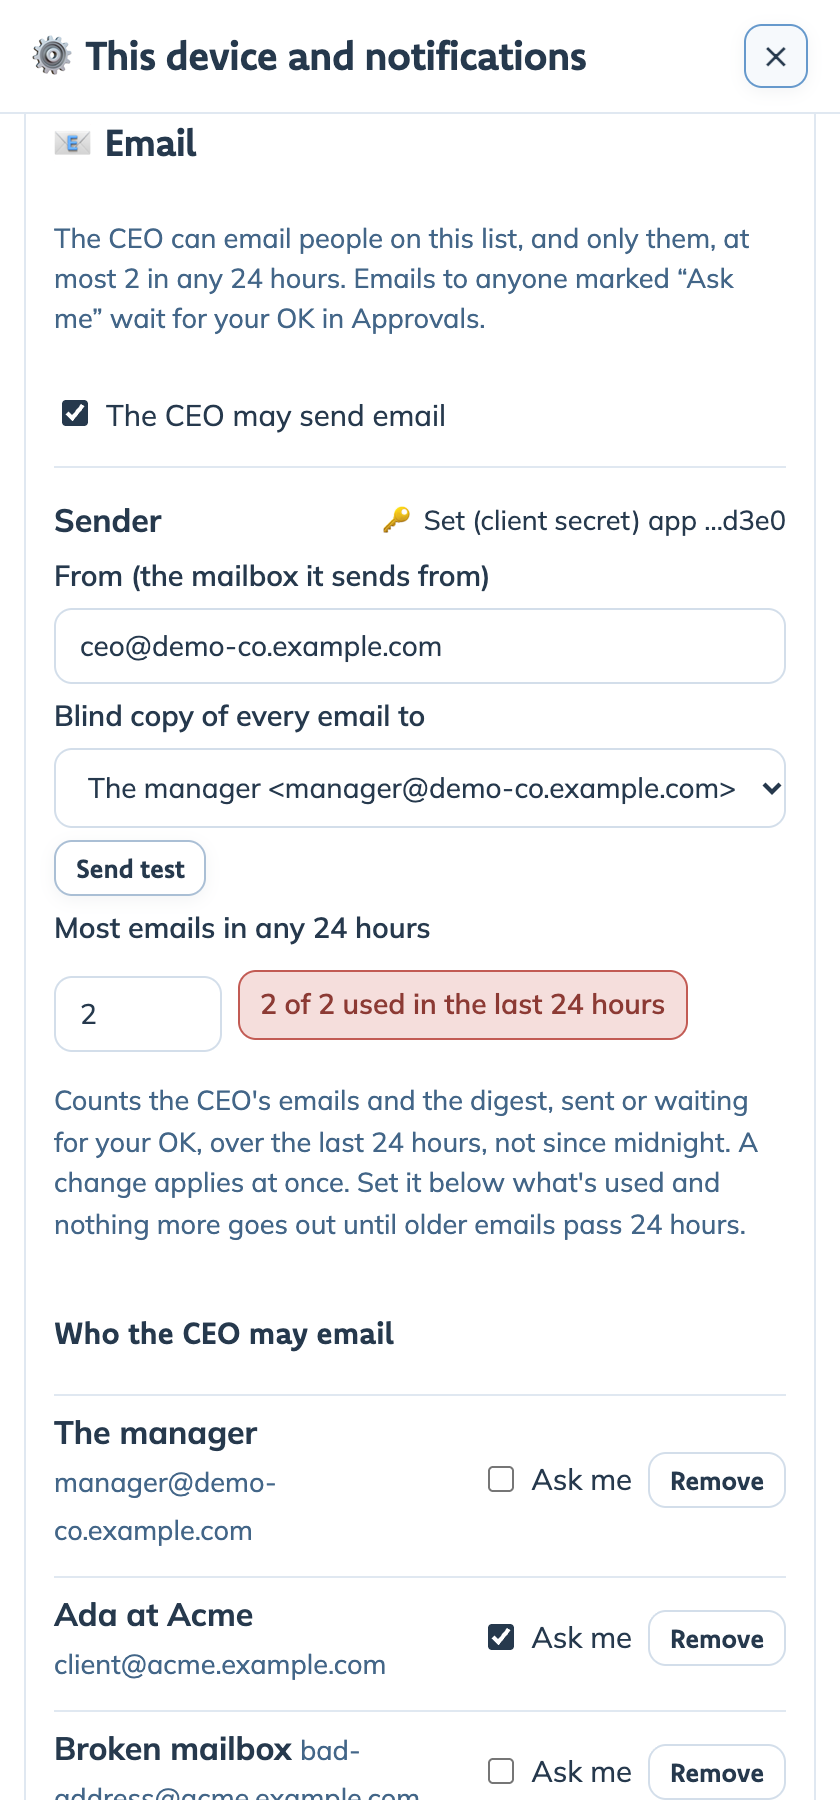 This device and notifications
Email
The CEO can email people on this list, and only them, at
most 2 in any 24 hours. Emails to anyone marked “Ask
me” wait for your OK in Approvals.
The CEO may send email
Sender
Set (client secret) app ...d3e0
From (the mailbox it sends from)
ceo@demo-co.example.com
Blind copy of every email to
The manager <manager@demo-co.example.com>
Send test
Most emails in any 24 hours
2
2 of 2 used in the last 24 hours
Counts the CEO's emails and the digest, sent or waiting
for your OK, over the last 24 hours, not since midnight. A
change applies at once. Set it below what's used and
nothing more goes out until older emails pass 24 hours.
Who the CEO may email
The manager
manager@demo-
co.example.com
Ask me
Remove
Ada at Acme
client@acme.example.com
Ask me
Remove
Broken mailbox bad-
address@acme.example.com
Ask me
Remove